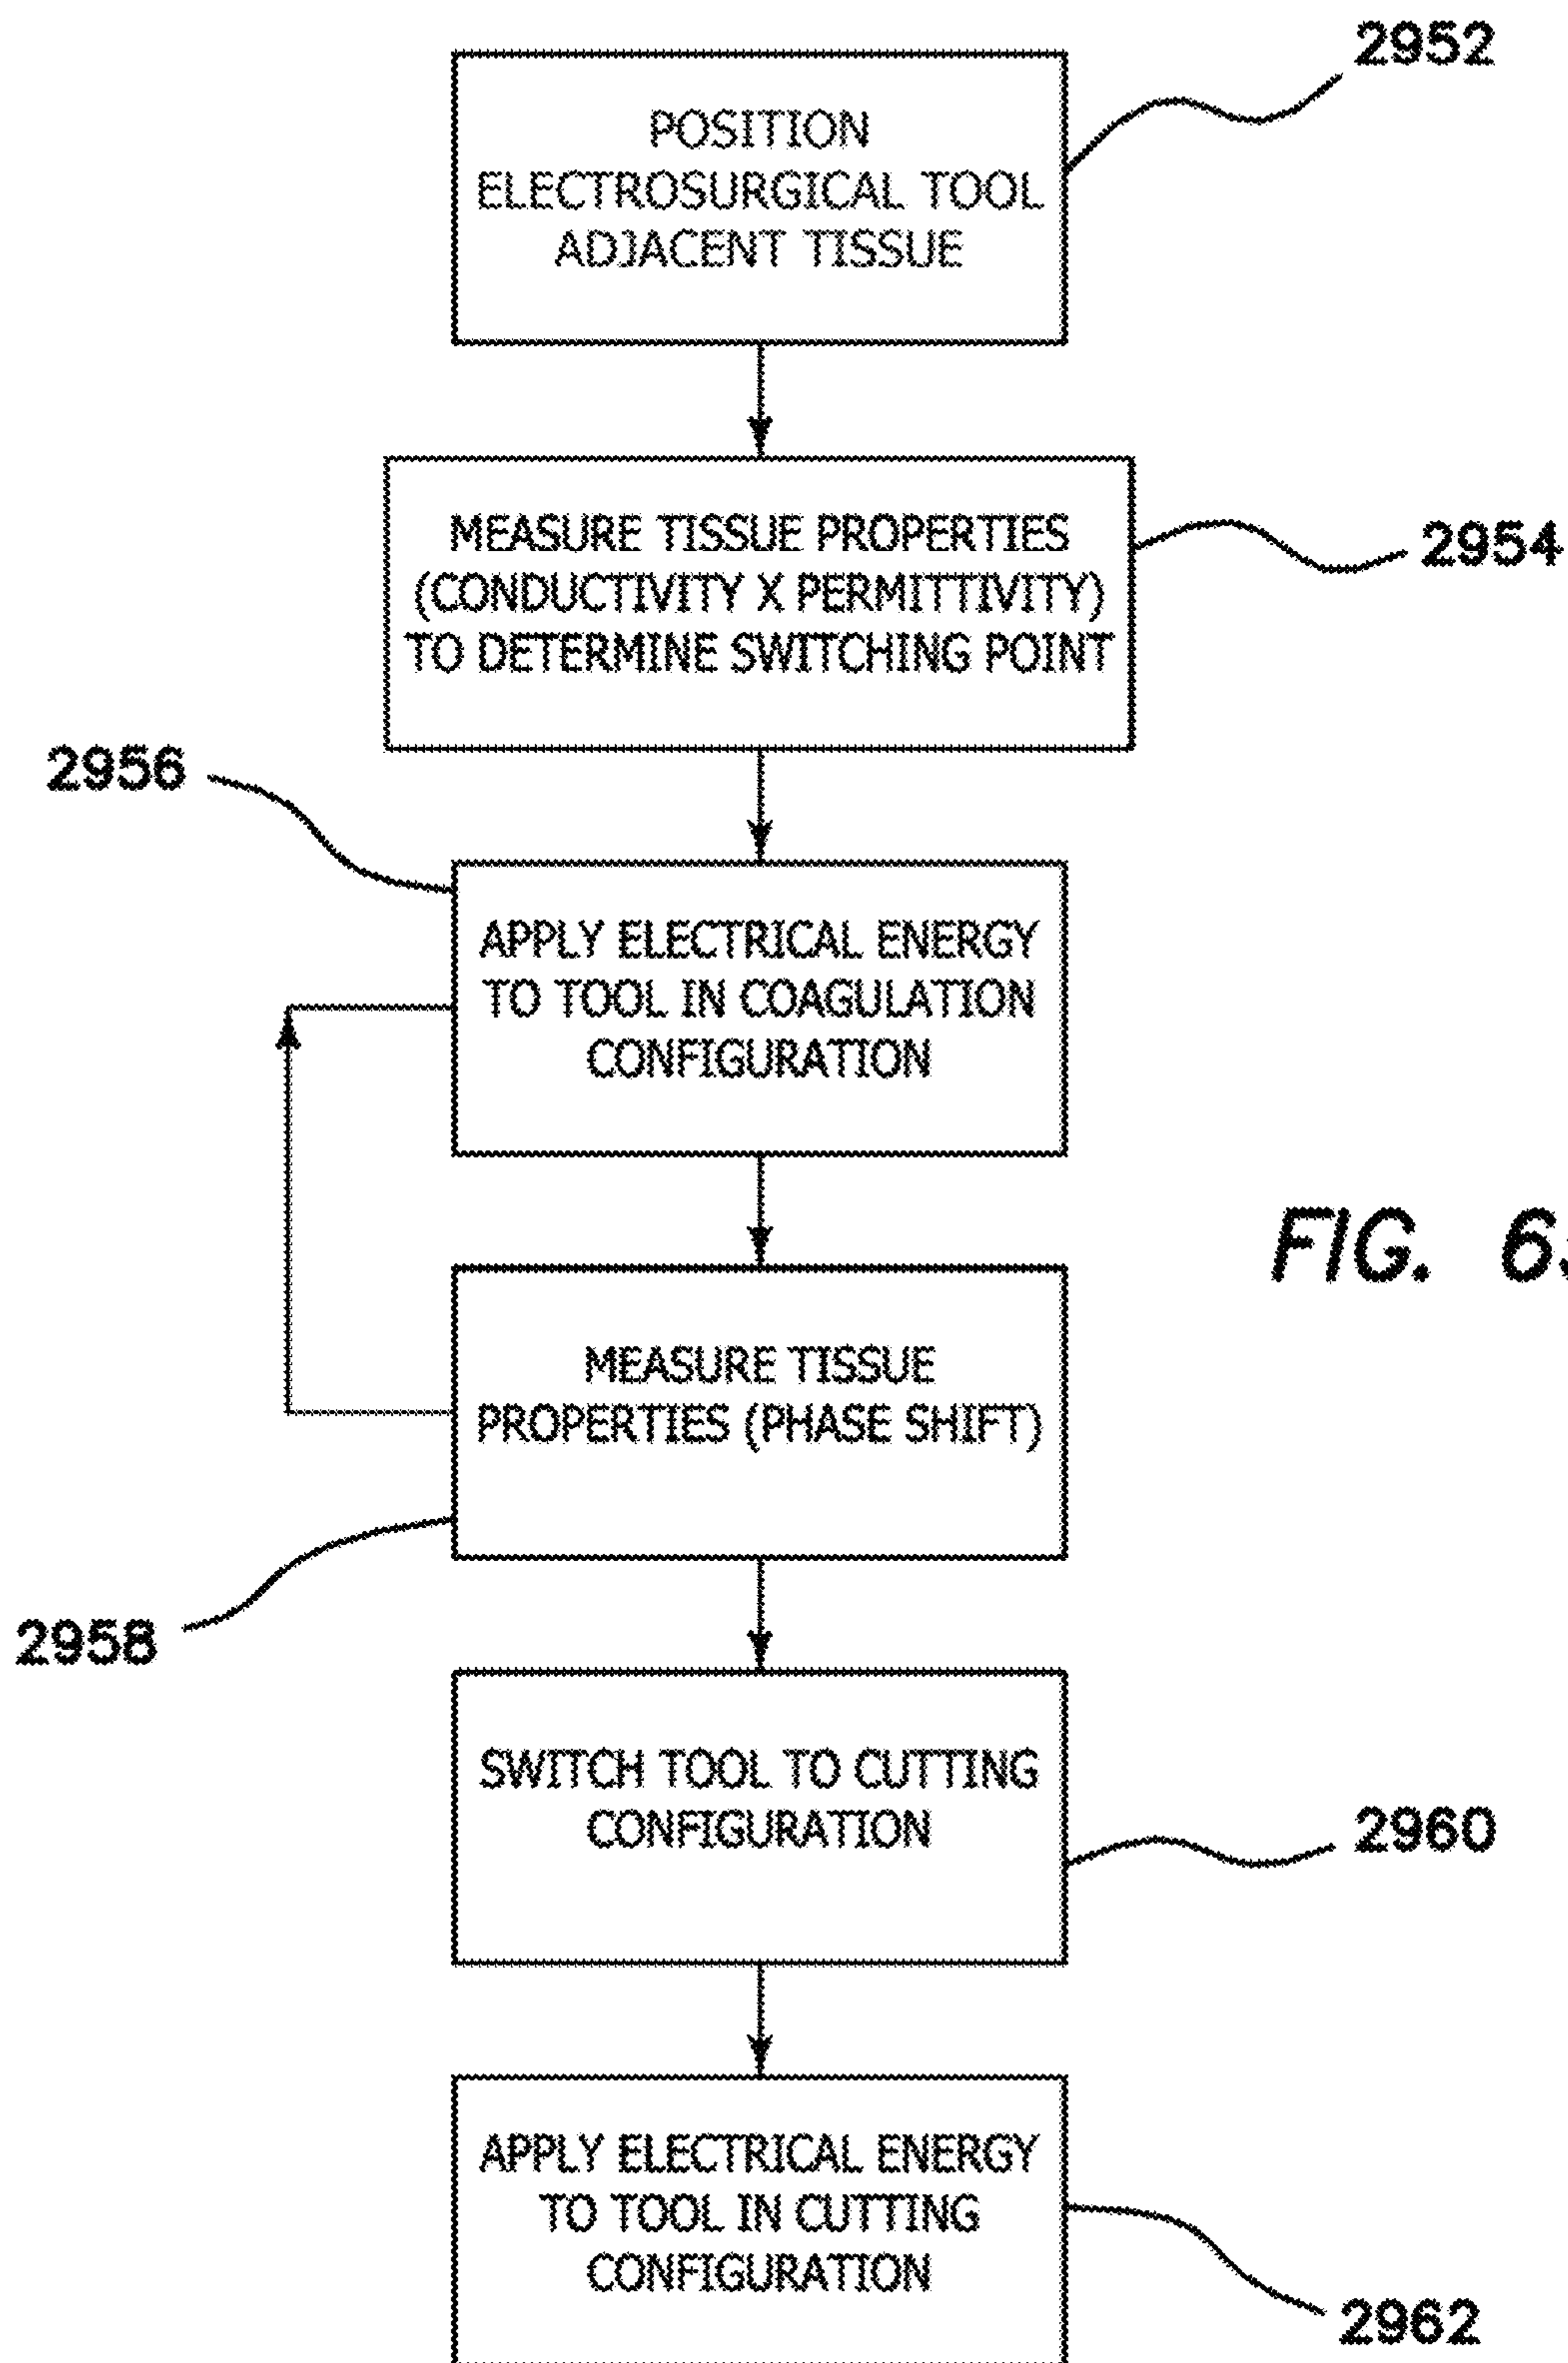 2952
POSITION
ELECTROSURGICAL TOOL
ADJACENT TISSUE
MEASURE TISSUE PROPERTIES
(CONDUCTIVITY X PERMITTIVITY)
TO DETERMINE SWITCHING POINT
2954
2956
APPLY ELECTRICAL ENERGY
TO TOOL IN COAGULATION
CONFIGURATION
FIG.
MEASURE TISSUE
PROPERTIES (PHASE SHIFT)
2958
SWITCH TOOL TO CUTTING
CONFIGURATION
2960
APPLY ELECTRICAL ENERGY
TO TOOL IN CUTTING
CONFIGURATION
2962